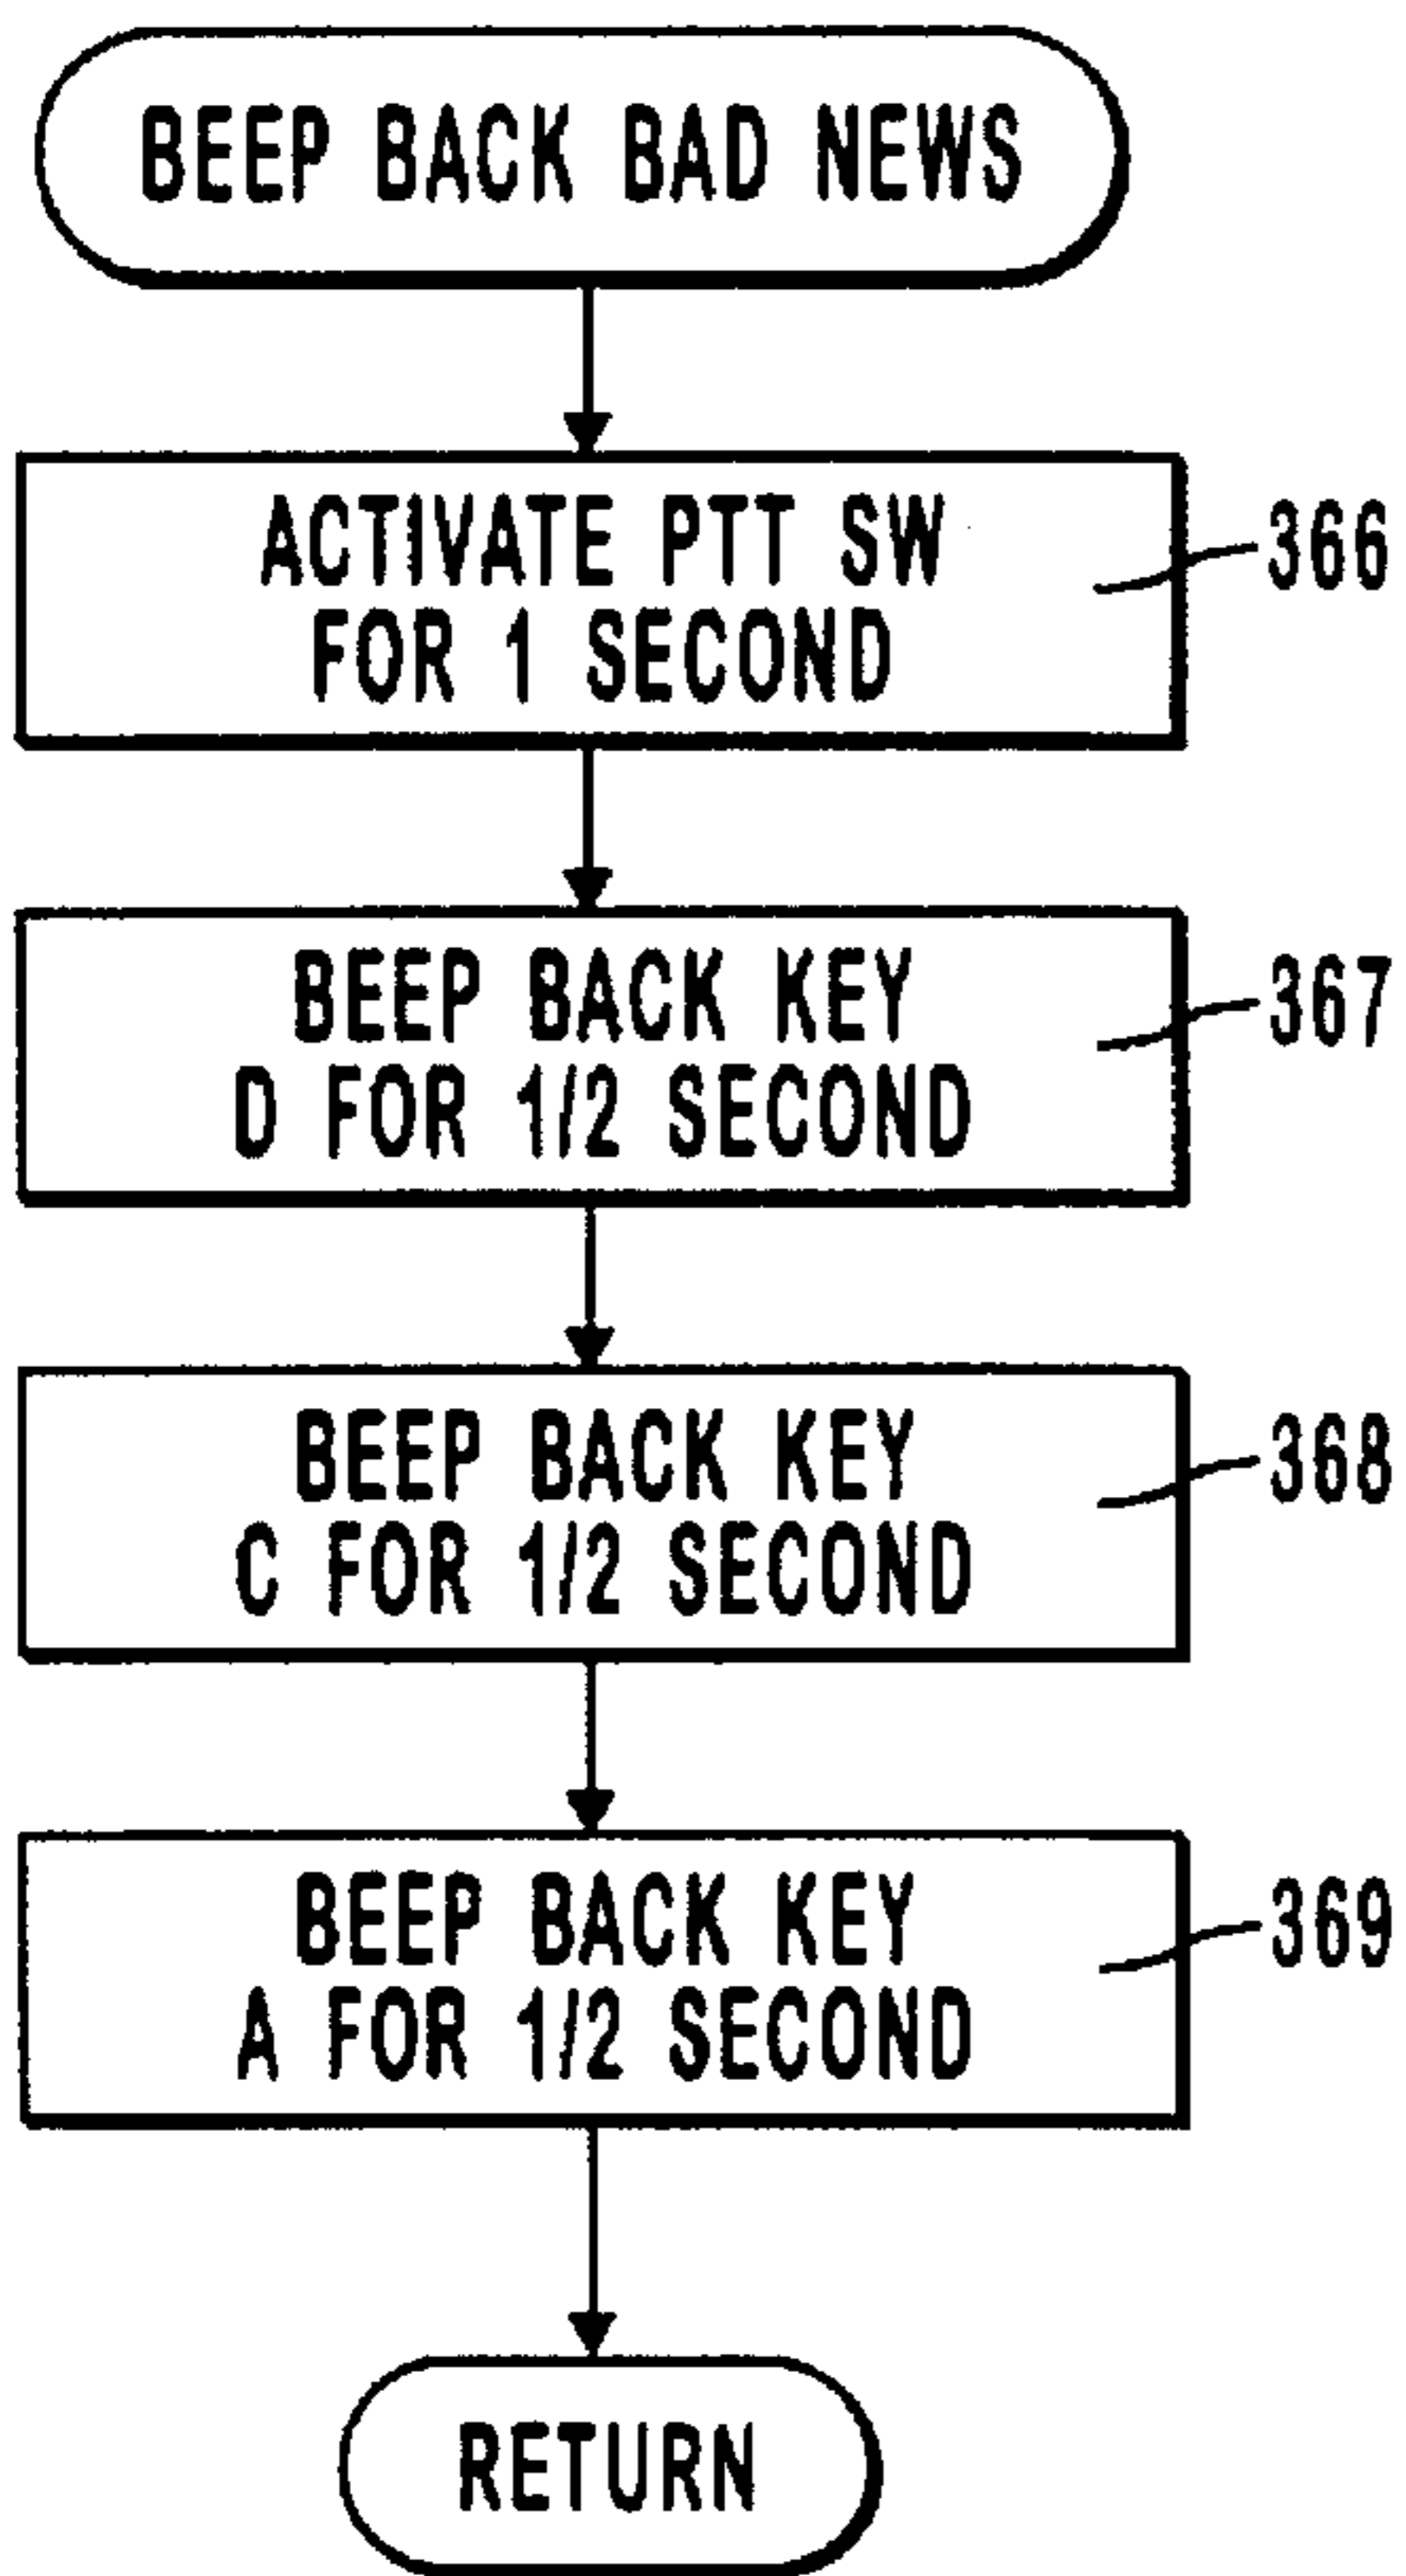 BEEP BACK BAD NEWS
ACTIVATE PTT SW
FOR 1 SECOND
366
BEEP BACK KEY
D FOR 1/2 SECOND
367
BEEP BACK KEY
C FOR 1/2 SECOND
368
BEEP BACK KEY
A FOR 1/2 SECOND
369
RETURN